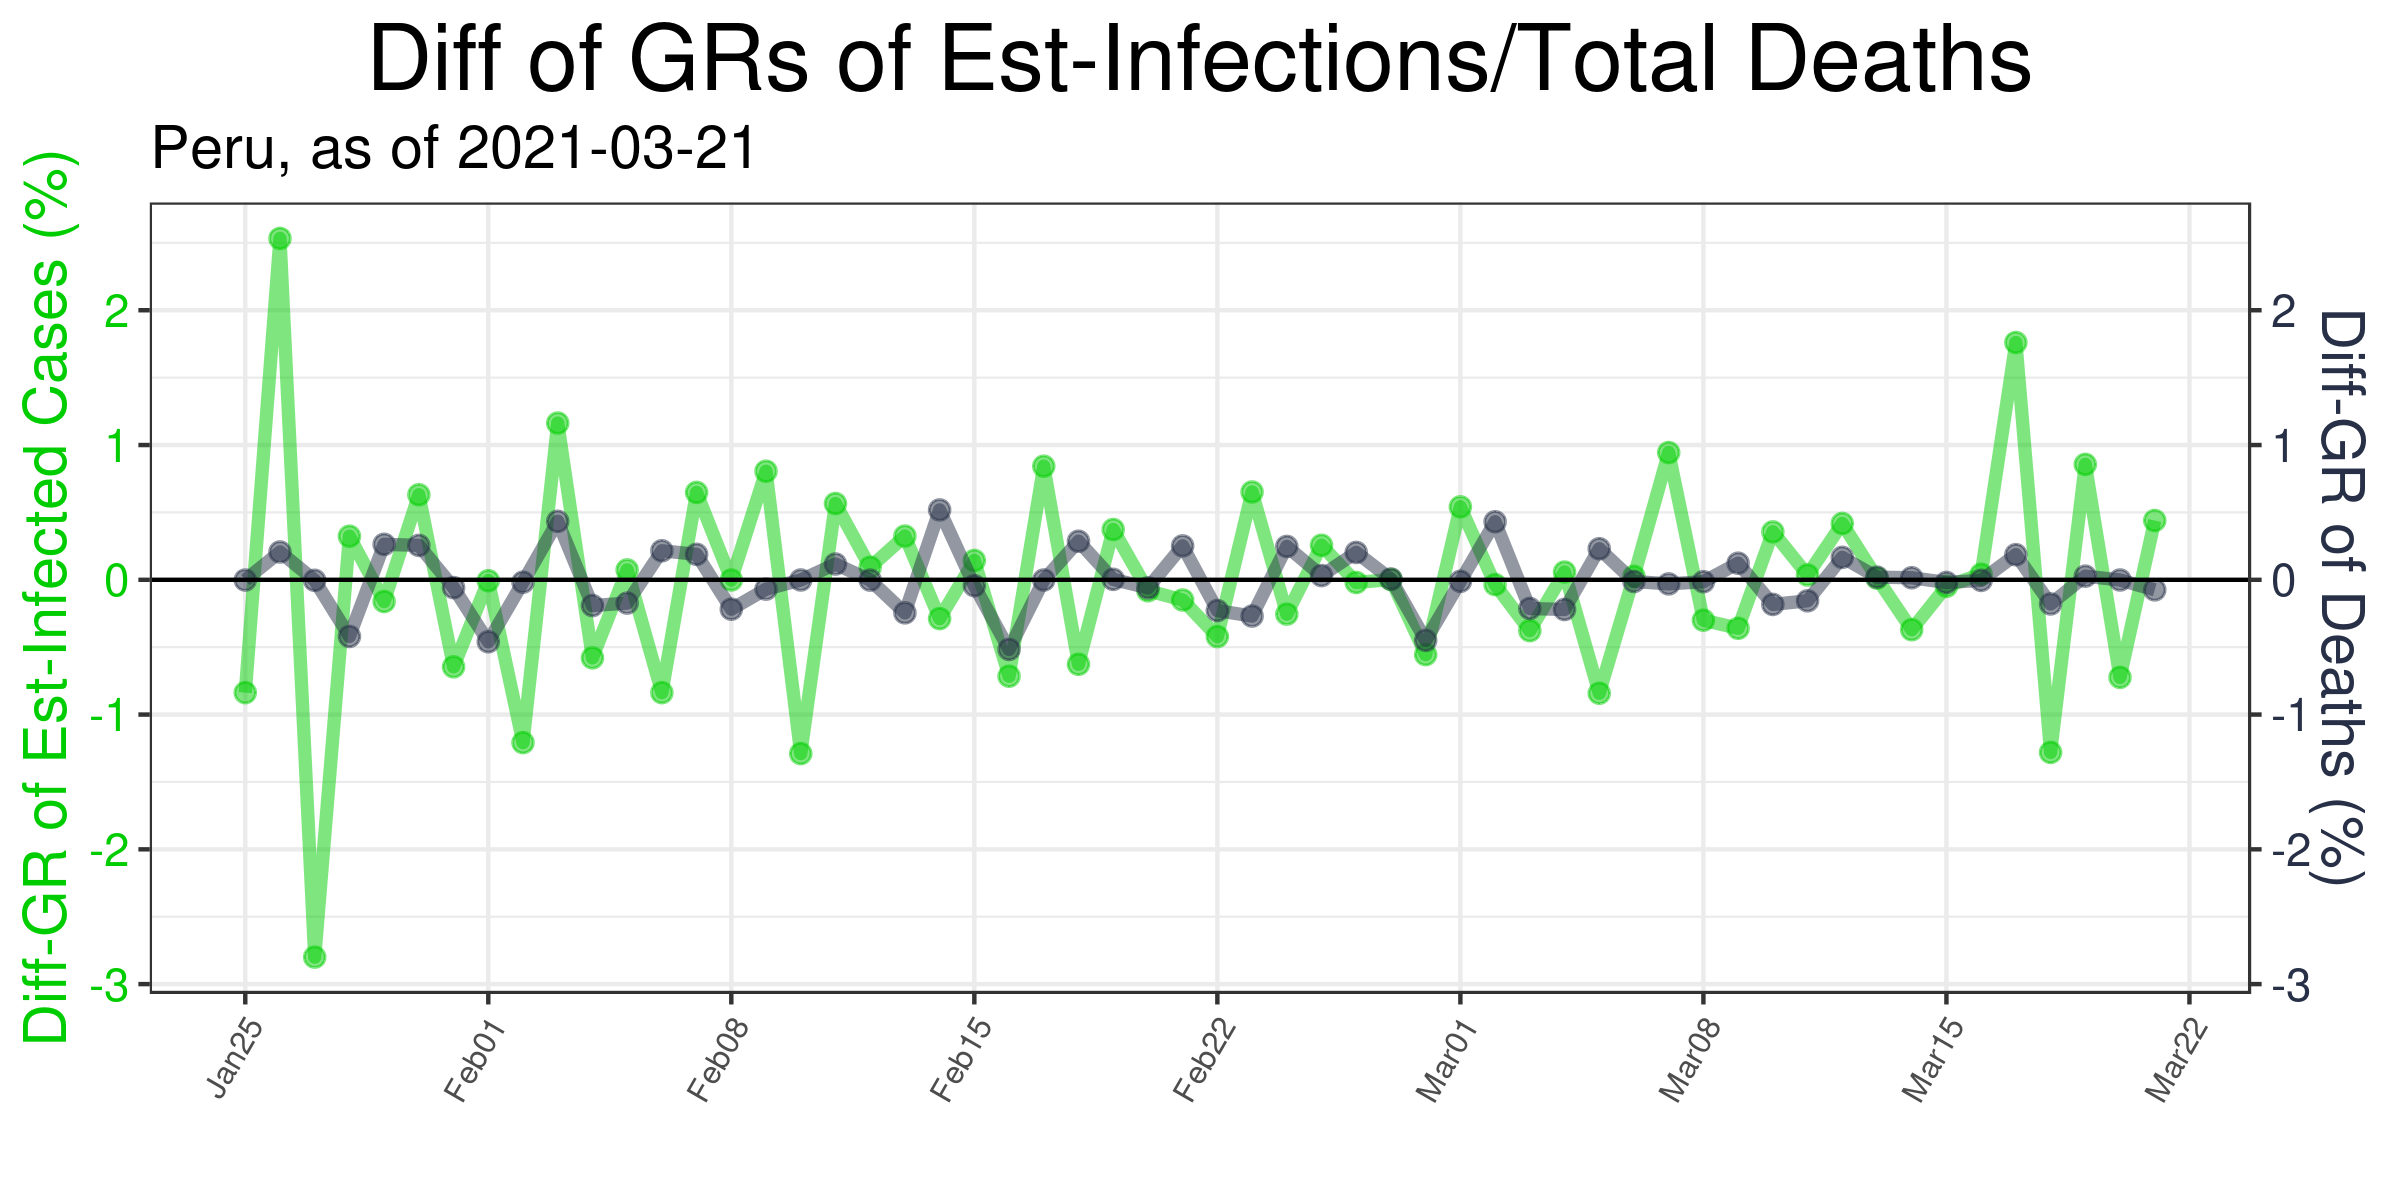 Diff of GRs of Est-Infections/Total Deaths
Peru, as of 2021-03-21
Diff-GR of Est-Infected Cases (%)
2
1
0
-1
-2
-3
2
1
0
-1
-2
-3
Diff-GR of Deaths (%)
Jan25
Feb01
Feb08
Feb15
Feb22
Mar01
Mar08
Mar15
Mar22